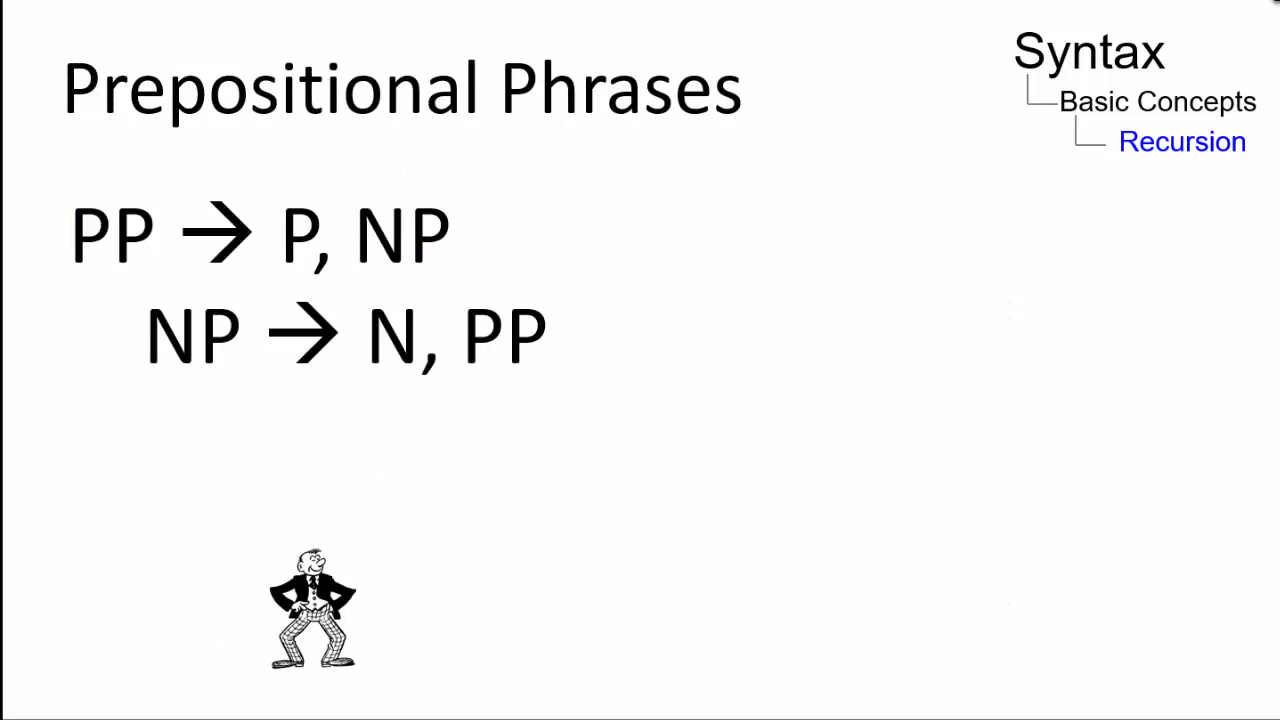 Prepositional Phrases
Syntax
Basic Concepts
Recursion
PP → P, NP
NP → N, PP